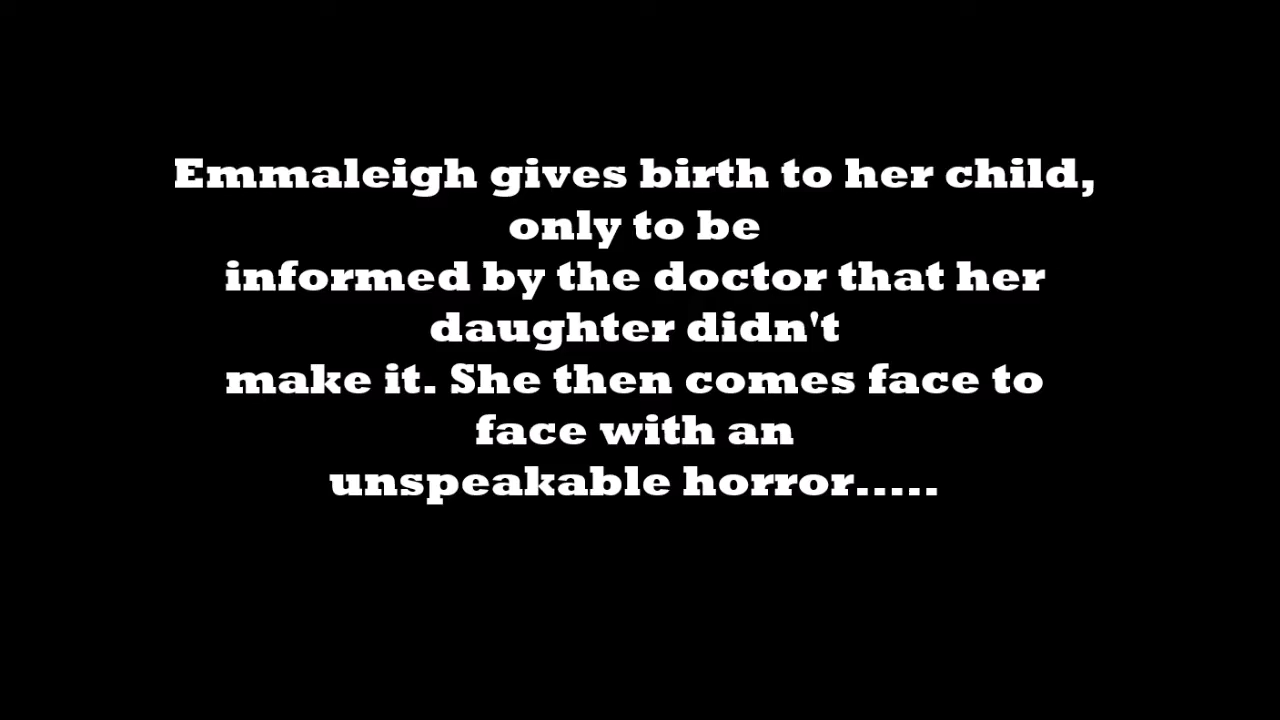 Emmaleigh gives birth to her child,
only to be
informed by the doctor that her
daughter didn't
make it. She then comes face to
face with an
unspeakable horror.....